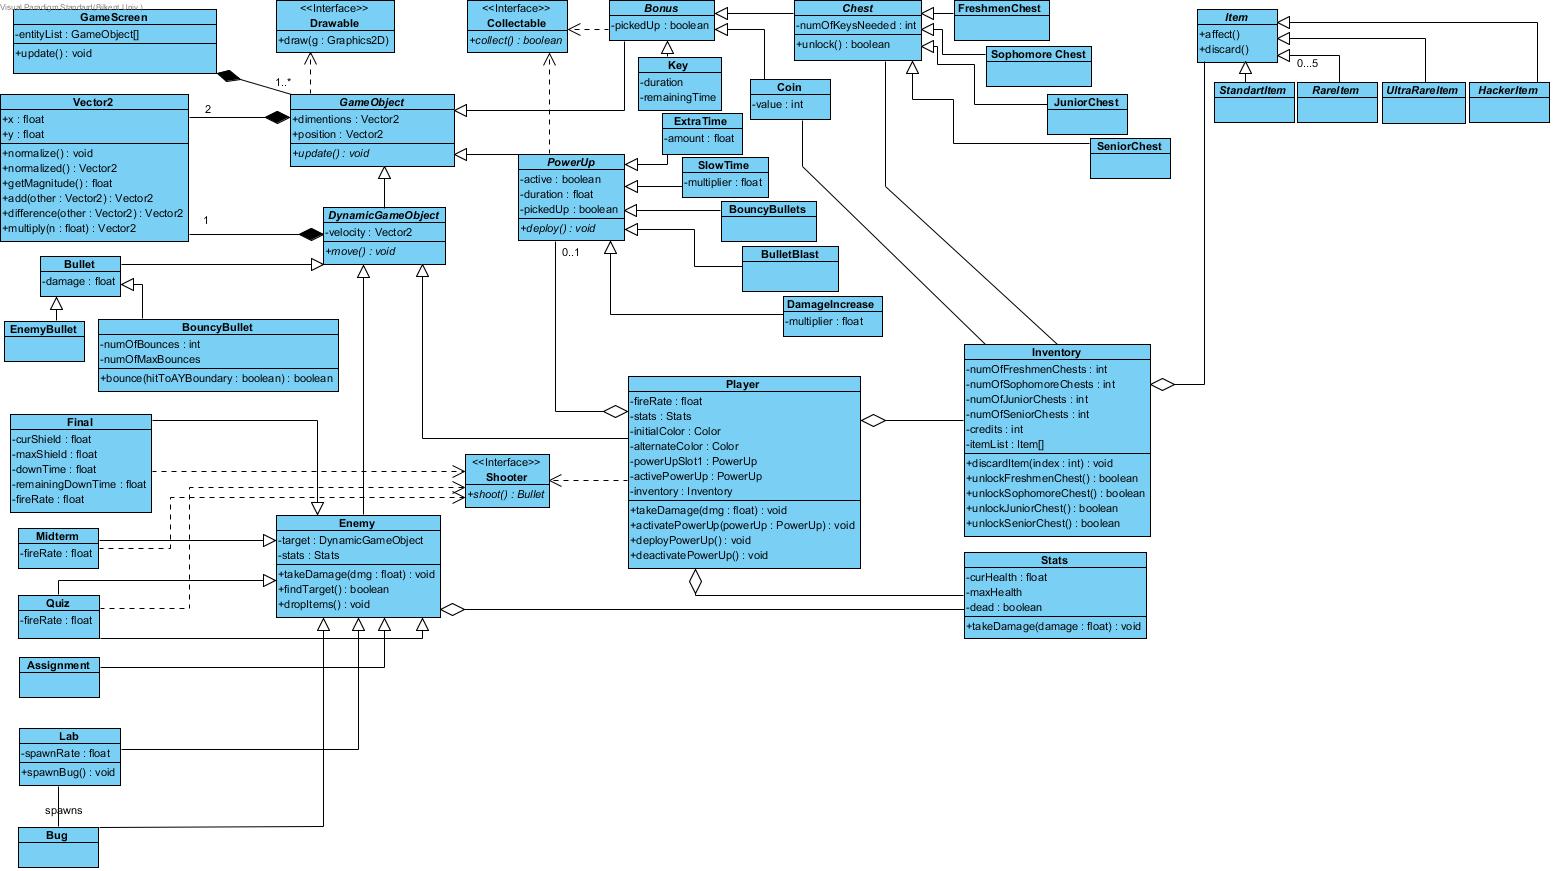 Visual Paradigm Standard(Bilkent Univ.)
GameScreen
-entityList : GameObject[]
+update() : void
<<Interface>>
Drawable
+draw(g : Graphics2D)
<<Interface>>
Collectable
+collect() : boolean
Bonus
-pickedUp : boolean
Chest
-numOfKeysNeeded : int
+unlock() : boolean
FreshmenChest
Sophomore Chest
JuniorChest
SeniorChest
Item
+affect()
+discard()
0...5
StandartItem
RareItem
UltraRareItem
HackerItem
Key
-duration
-remainingTime
Coin
-value : int
1..*
Vector2
+x : float
+y : float
+normalize() : void
+normalized() : Vector2
+getMagnitude() : float
+add(other : Vector2) : Vector2
+difference(other : Vector2) : Vector2
+multiply(n : float) : Vector2
2
1
GameObject
+dimentions : Vector2
+position : Vector2
+update() : void
ExtraTime
-amount : float
PowerUp
-active : boolean
-duration : float
-pickedUp : boolean
+deploy() : void
0..1
SlowTime
-multiplier : float
BouncyBullets
BulletBlast
DamageIncrease
-multiplier : float
DynamicGameObject
-velocity : Vector2
+move() : void
Bullet
-damage : float
EnemyBullet
BouncyBullet
-numOfBounces : int
-numOfMaxBounces
+bounce(hitToAYBoundary : boolean) : boolean
Inventory
-numOfFreshmenChests : int
-numOfSophomoreChests : int
-numOfJuniorChests : int
-numOfSeniorChests : int
-credits : int
-itemList : Item[]
+discardItem(index : int) : void
+unlockFreshmenChest() : boolean
+unlockSophomoreChest() : boolean
+unlockJuniorChest() : boolean
+unlockSeniorChest() : boolean
Player
-fireRate : float
-stats : Stats
-initialColor : Color
-alternateColor : Color
-powerUpSlot1 : PowerUp
-activePowerUp : PowerUp
-inventory : Inventory
+takeDamage(dmg : float) : void
+activatePowerUp(powerUp : PowerUp) : void
+deployPowerUp() : void
+deactivatePowerUp() : void
Final
-curShield : float
-maxShield : float
-downTime : float
-remainingDownTime : float
-fireRate : float
<<Interface>>
Shooter
+shoot() : Bullet
Enemy
-target : DynamicGameObject
-stats : Stats
+takeDamage(dmg : float) : void
+findTarget() : boolean
+dropItems() : void
Midterm
-fireRate : float
Stats
-curHealth : float
-maxHealth
-dead : boolean
+takeDamage(damage : float) : void
Quiz
-fireRate : float
Assignment
Lab
-spawnRate : float
+spawnBug() : void
spawns
Bug